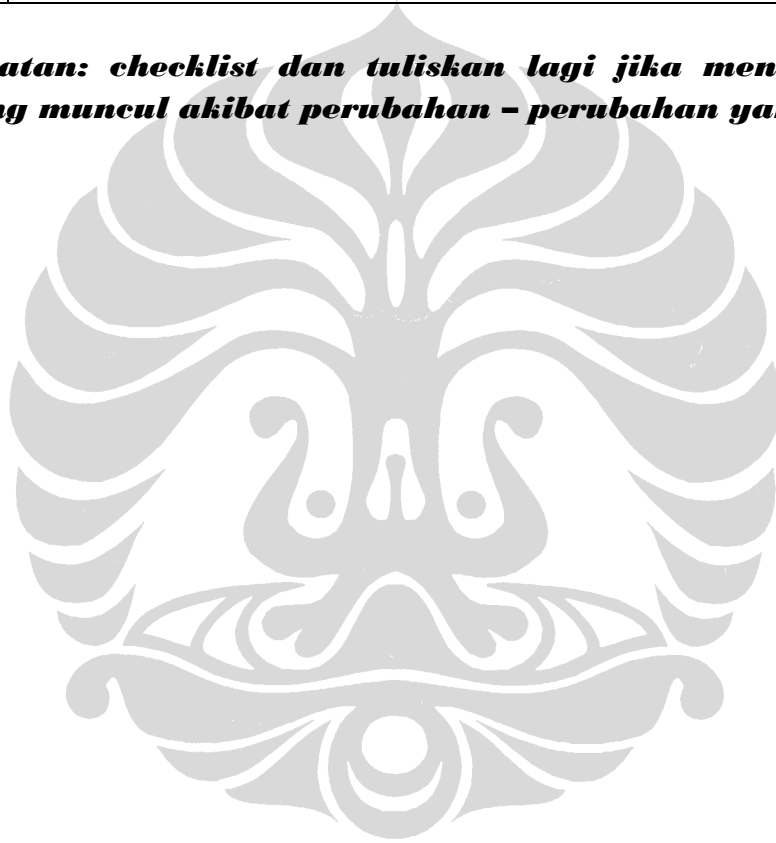 atan: checklist dan tuliskan lagi jika men
ng muncul akibat perubahan – perubahan ya